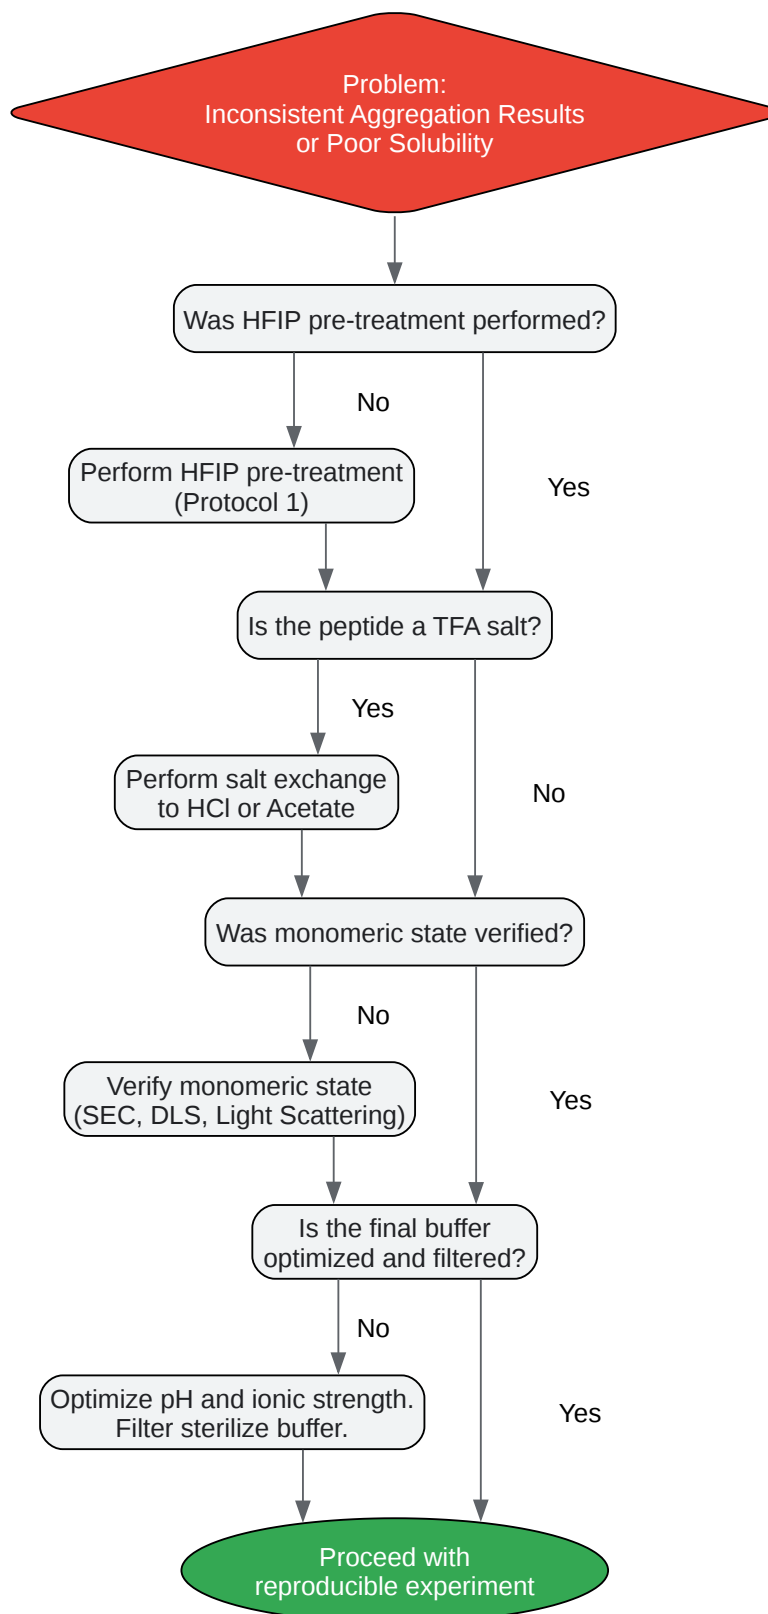 Problem:
Inconsistent Aggregation Results
or Poor Solubility
Was HFIP pre-treatment performed?
No
Perform HFIP pre-treatment
(Protocol 1)
Yes
Is the peptide a TFA salt?
Yes
Perform salt exchange
to HCl or Acetate
No
Was monomeric state verified?
No
Verify monomeric state
(SEC, DLS, Light Scattering)
Yes
Is the final buffer
optimized and filtered?
No
Optimize pH and ionic strength.
Filter sterilize buffer.
Yes
Proceed with
reproducible experiment